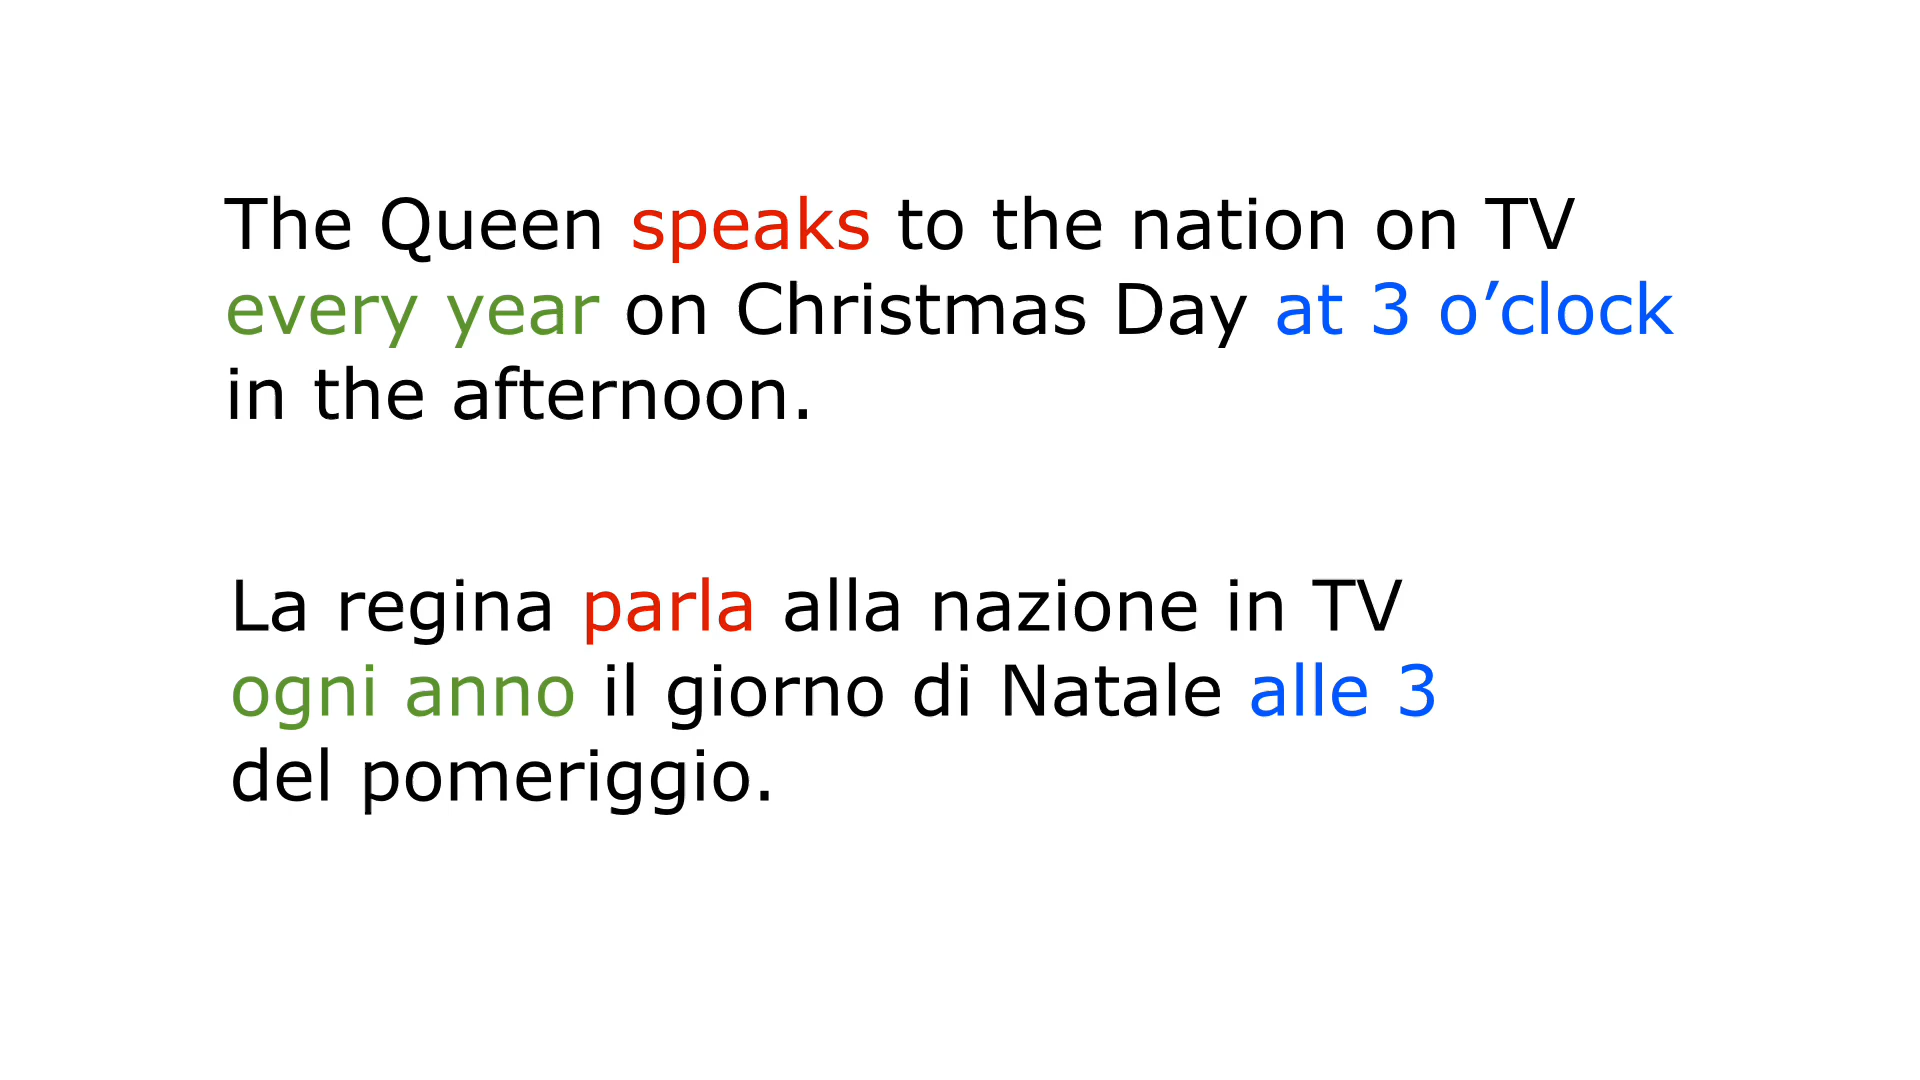 The Queen speaks to the nation on TV
every year on Christmas Day at 3 o’clock
in the afternoon.
La regina parla alla nazione in TV
ogni anno il giorno di Natale alle 3
del pomeriggio.